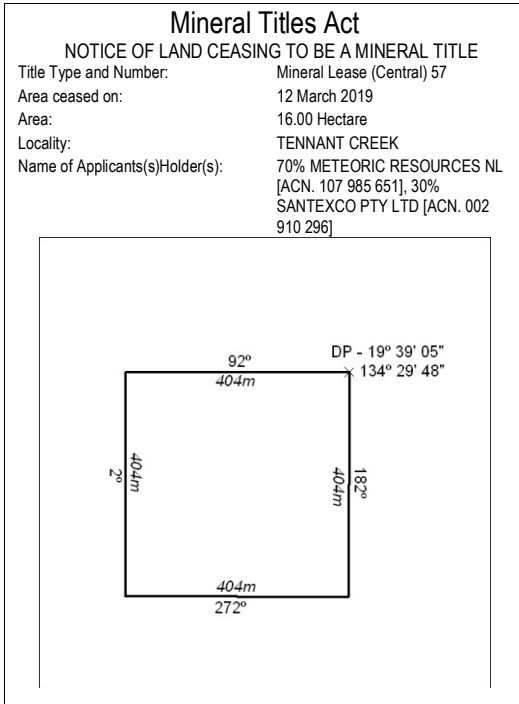 Mineral Titles Act
NOTICE OF LAND CEASING TO BE A MINERAL TITLE
Title Type and Number: Mineral Lease (Central) 57
Area ceased on: 12 March 2019
Area: 16.00 Hectare
Locality: TENNANT CREEK
Name of Applicants(s)Holder(s): 70% METEORIC RESOURCES NL
[ACN. 107 985 651], 30%
SANTEXCO PTY LTD [ACN. 002
910 296]
DP - 19º 39' 05"
134º 29' 48"
92º
404m
2º
404m
404m
182º
404m
272º